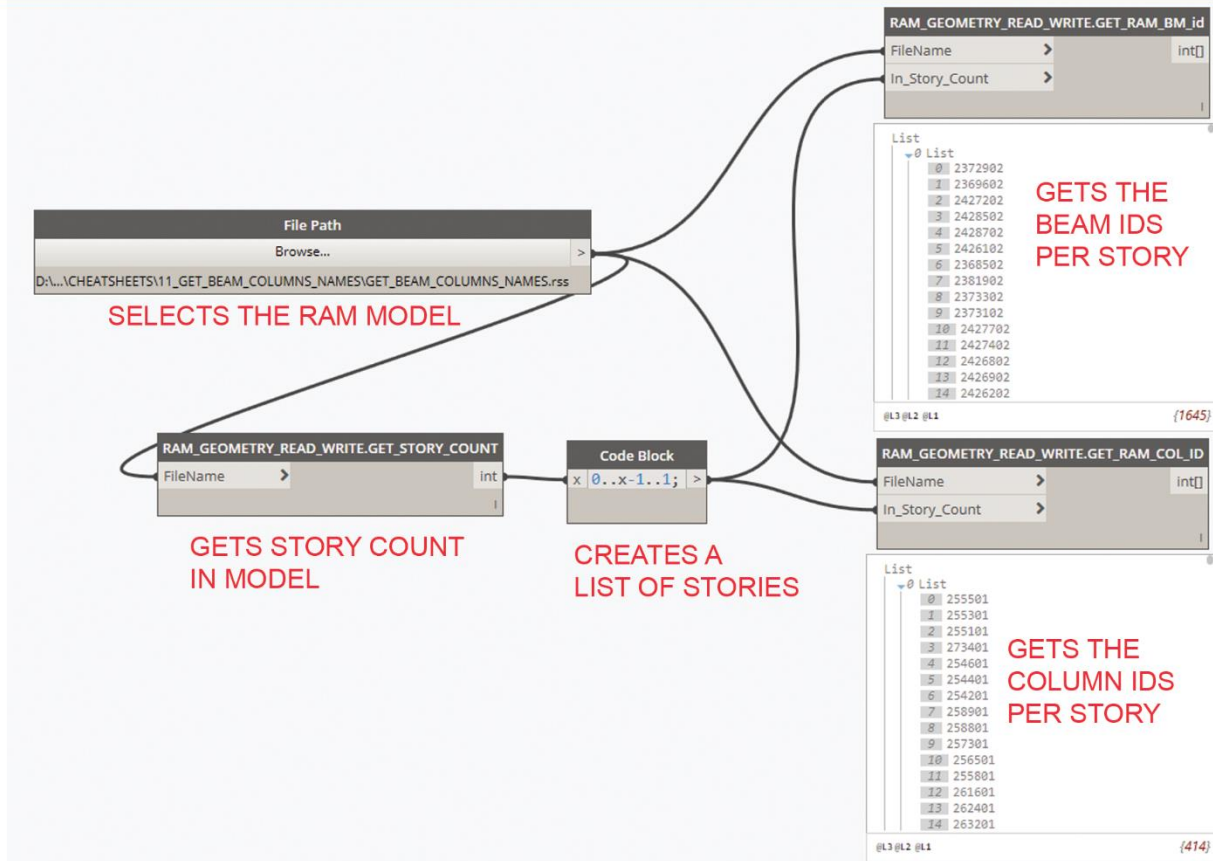 RAM_GEOMETRY_READ_WRITE.GET_RAM_BM_id
FileName > int[]
In_Story_Count >
I
List
0 List
0 2372902
1 2369602
2 2427202
3 2428502
4 2428702
5 2426102
6 2368502
7 2381902
8 2373302
9 2373102
10 2427702
11 2427402
12 2426802
13 2426902
14 2426202
@L3 @L2 @L1 {1645}
GETS THE
BEAM IDS
PER STORY
File Path
Browse... >
D:\...\CHEATSHEETS\11_GET_BEAM_COLUMNS_NAMES\GET_BEAM_COLUMNS_NAMES.rss
SELECTS THE RAM MODEL
RAM_GEOMETRY_READ_WRITE.GET_STORY_COUNT
FileName > int
I
GETS STORY COUNT
IN MODEL
Code Block
x 0..x-1..1; >
CREATES A
LIST OF STORIES
RAM_GEOMETRY_READ_WRITE.GET_RAM_COL_ID
FileName > int[]
In_Story_Count >
I
List
0 List
0 255501
1 255301
2 255101
3 273401
4 254601
5 254401
6 254201
7 258901
8 258801
9 257301
10 256501
11 255801
12 261601
13 262401
14 263201
@L3 @L2 @L1 {414}
GETS THE
COLUMN IDS
PER STORY